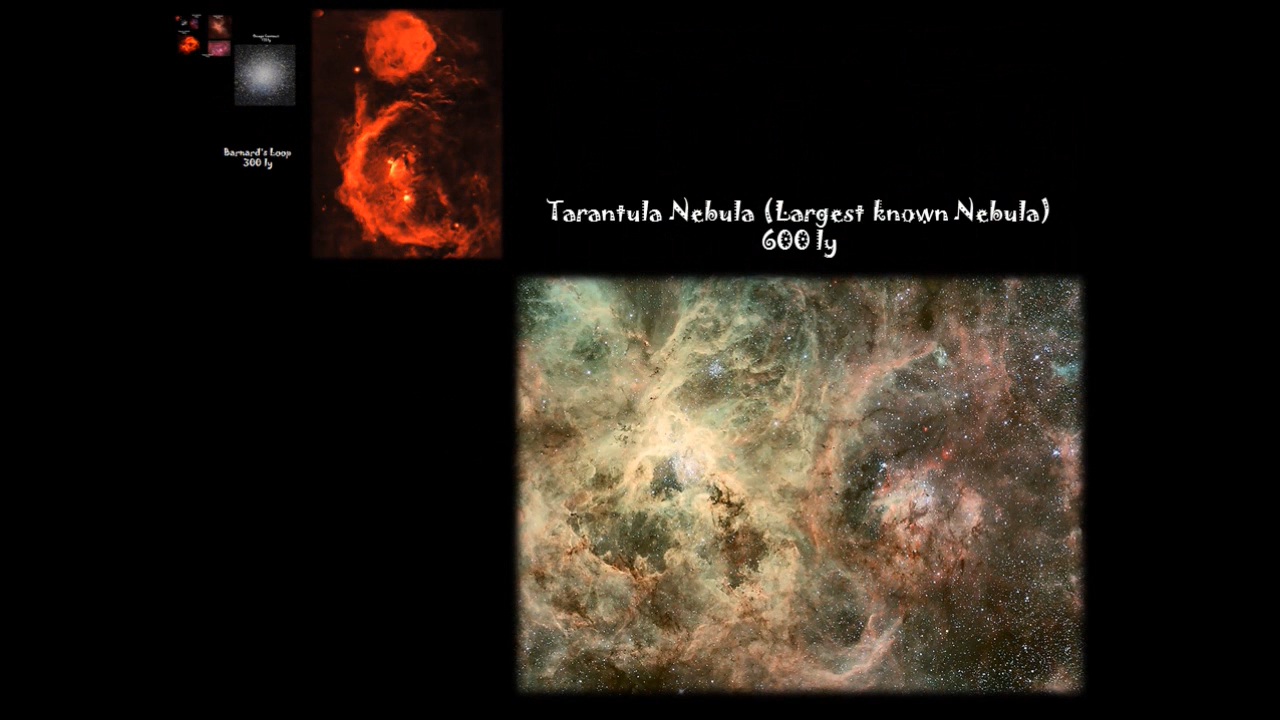 Barnard's Loop
300 ly
Tarantula Nebula (Largest known Nebula)
600 ly